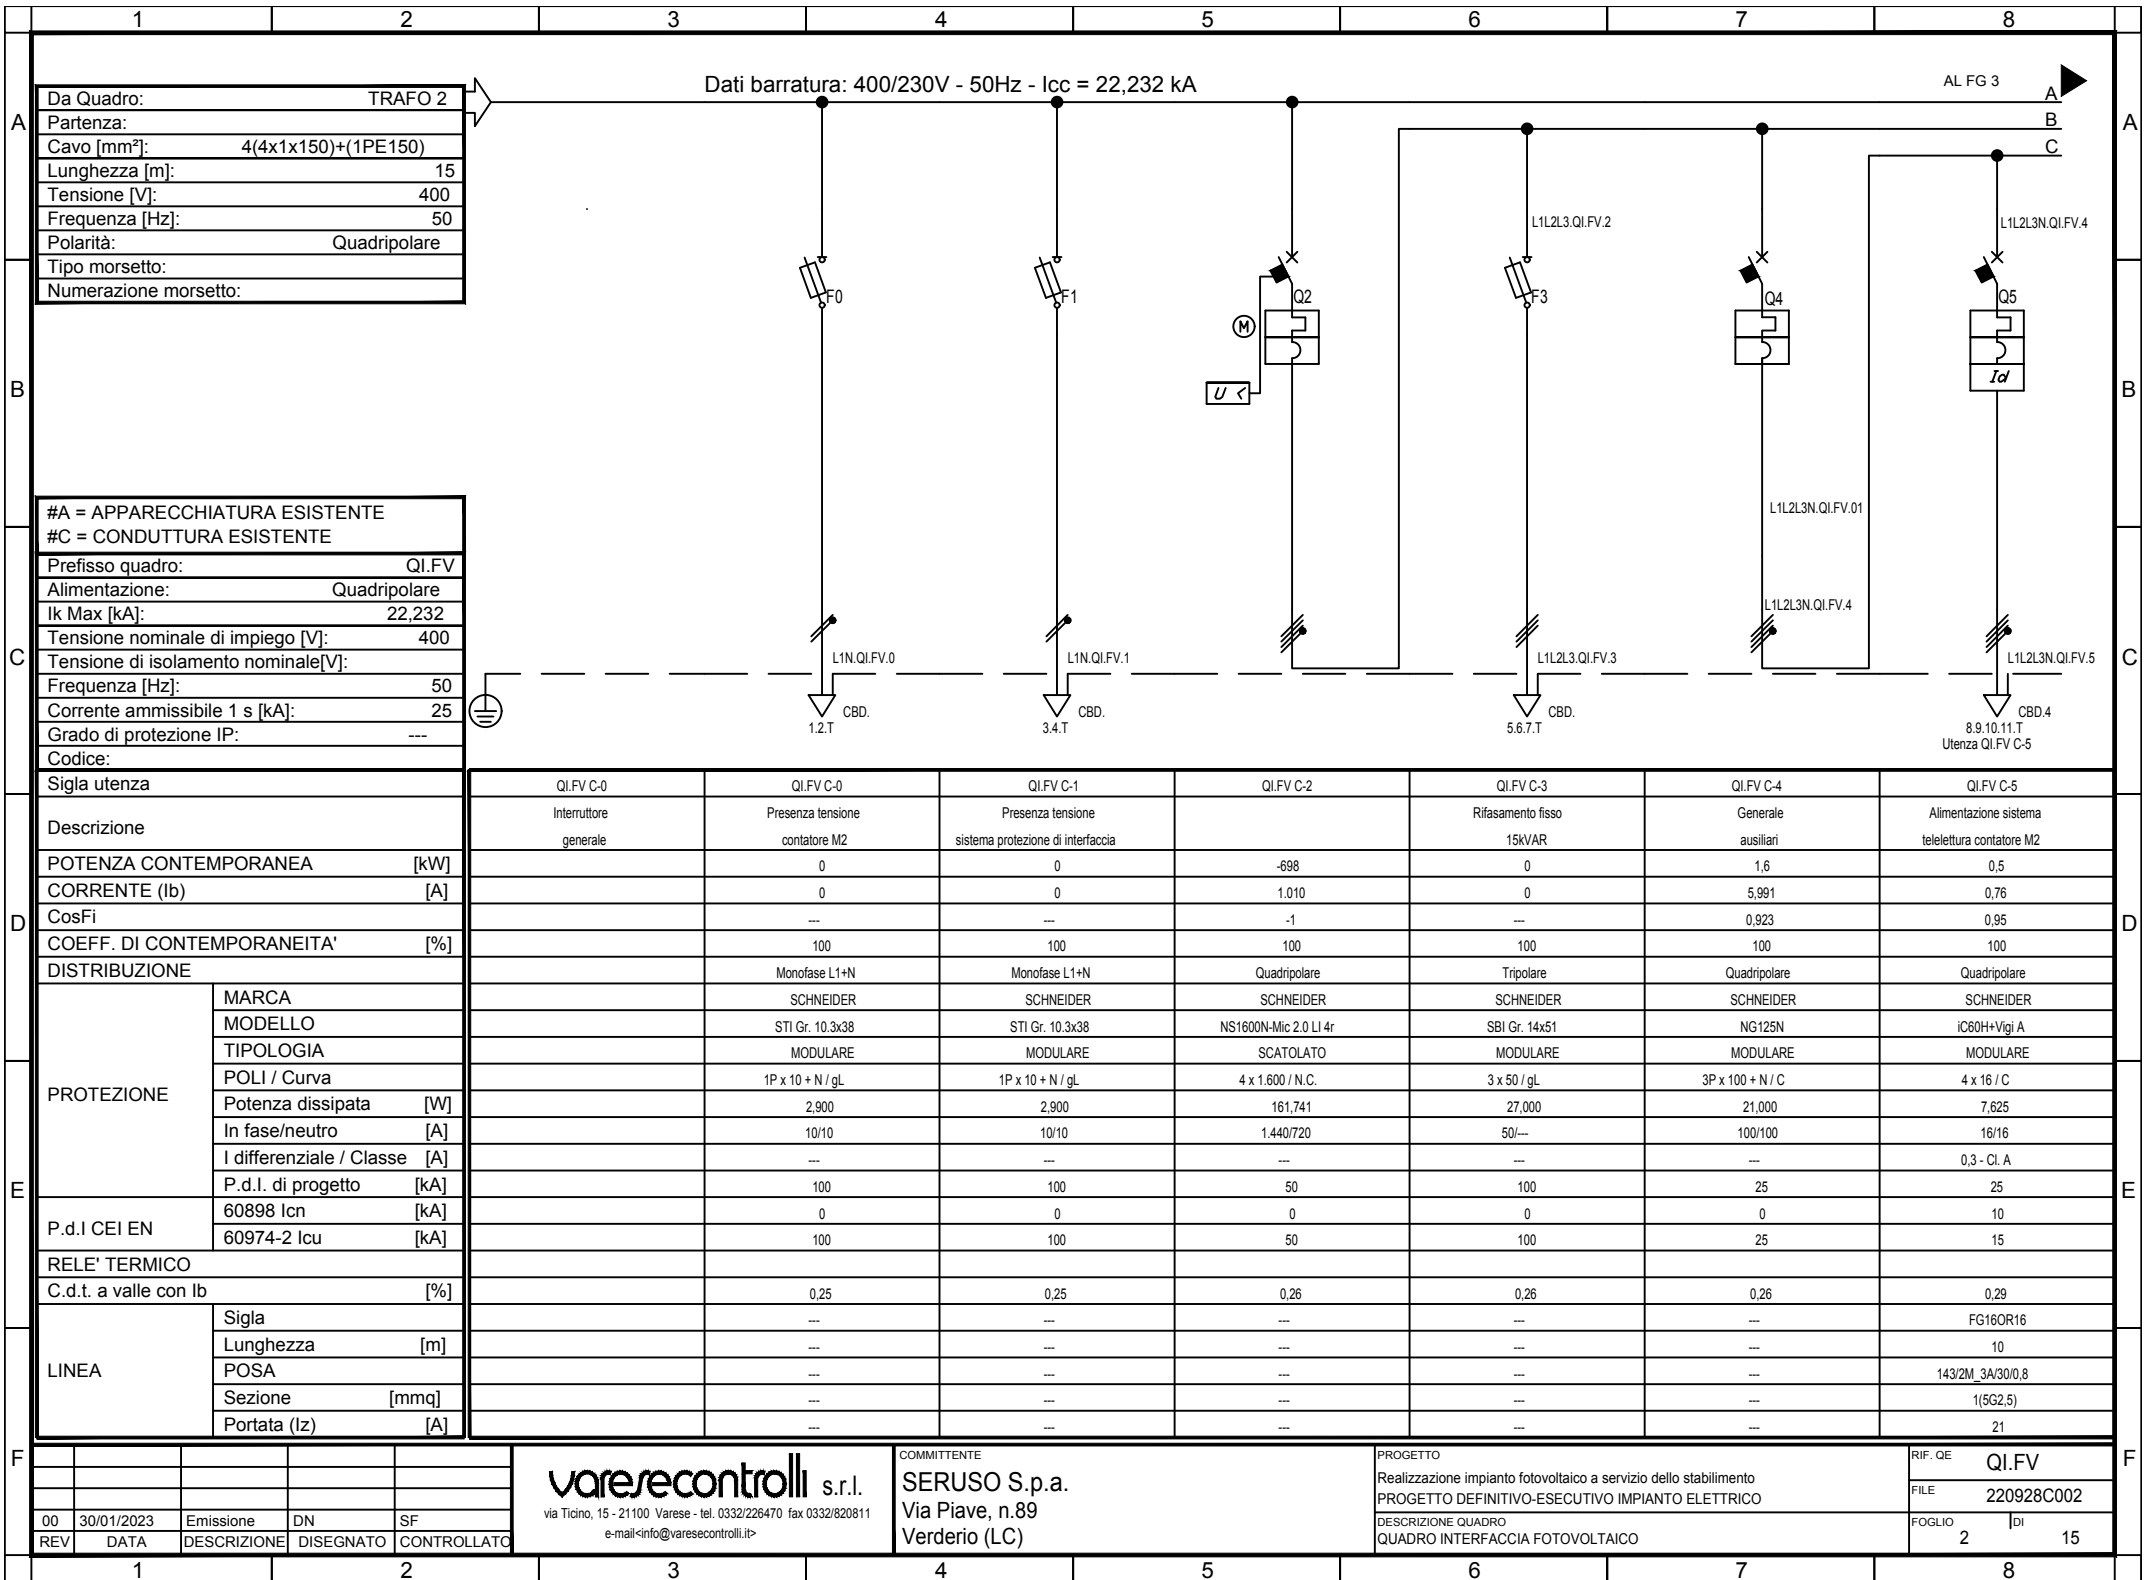 1 2 3 4 5 6 7 8
A A
B B
C C
D D
E E
F F
Da Quadro: TRAFO 2
Partenza:
Cavo [mm²]: 4(4x1x150)+(1PE150)
Lunghezza [m]: 15
Tensione [V]: 400
Frequenza [Hz]: 50
Polarità: Quadripolare
Tipo morsetto:
Numerazione morsetto:
Dati barratura: 400/230V - 50Hz - Icc = 22,232 kA
AL FG 3
A
B
C
L1L2L3.QI.FV.2
L1L2L3N.QI.FV.4
F0
F1
Q2
F3
Q4
Q5
M
U <
Id
L1L2L3N.QI.FV.01
L1L2L3N.QI.FV.4
L1N.QI.FV.0
L1N.QI.FV.1
L1L2L3.QI.FV.3
L1L2L3N.QI.FV.5
CBD.
1.2.T
CBD.
3.4.T
CBD.
5.6.7.T
CBD.4
8.9.10.11.T
Utenza QI.FV C-5
#A = APPARECCHIATURA ESISTENTE
#C = CONDUTTURA ESISTENTE
Prefisso quadro: QI.FV
Alimentazione: Quadripolare
Ik Max [kA]: 22,232
Tensione nominale di impiego [V]: 400
Tensione di isolamento nominale[V]:
Frequenza [Hz]: 50
Corrente ammissibile 1 s [kA]: 25
Grado di protezione IP: ---
Codice:
Sigla utenza QI.FV C-0 QI.FV C-0 QI.FV C-1 QI.FV C-2 QI.FV C-3 QI.FV C-4 QI.FV C-5
Descrizione
Interruttore Presenza tensione Presenza tensione Rifasamento fisso Generale Alimentazione sistema
generale contatore M2 sistema protezione di interfaccia 15kVAR ausiliari telelettura contatore M2
POTENZA CONTEMPORANEA [kW] 0 0 -698 0 1,6 0,5
CORRENTE (Ib) [A] 0 0 1.010 0 5,991 0,76
CosFi --- --- -1 --- 0,923 0,95
COEFF. DI CONTEMPORANEITA' [%] 100 100 100 100 100 100
DISTRIBUZIONE Monofase L1+N Monofase L1+N Quadripolare Tripolare Quadripolare Quadripolare
PROTEZIONE
MARCA SCHNEIDER SCHNEIDER SCHNEIDER SCHNEIDER SCHNEIDER SCHNEIDER
MODELLO STI Gr. 10.3x38 STI Gr. 10.3x38 NS1600N-Mic 2.0 LI 4r SBI Gr. 14x51 NG125N iC60H+Vigi A
TIPOLOGIA MODULARE MODULARE SCATOLATO MODULARE MODULARE MODULARE
POLI / Curva 1P x 10 + N / gL 1P x 10 + N / gL 4 x 1.600 / N.C. 3 x 50 / gL 3P x 100 + N / C 4 x 16 / C
Potenza dissipata [W] 2,900 2,900 161,741 27,000 21,000 7,625
In fase/neutro [A] 10/10 10/10 1.440/720 50/--- 100/100 16/16
I differenziale / Classe [A] --- --- --- --- --- 0,3 - Cl. A
P.d.I. di progetto [kA] 100 100 50 100 25 25
P.d.I CEI EN
60898 Icn [kA] 0 0 0 0 0 10
60974-2 Icu [kA] 100 100 50 100 25 15
RELE' TERMICO
C.d.t. a valle con Ib [%] 0,25 0,25 0,26 0,26 0,26 0,29
LINEA
Sigla --- --- --- --- --- FG16OR16
Lunghezza [m] --- --- --- --- --- 10
POSA --- --- --- --- --- 143/2M_3A/30/0,8
Sezione [mmq] --- --- --- --- --- 1(5G2,5)
Portata (Iz) [A] --- --- --- --- --- 21
00 30/01/2023 Emissione DN SF
REV DATA DESCRIZIONE DISEGNATO CONTROLLATO
varesecontrolli s.r.l.
via Ticino, 15 - 21100 Varese - tel. 0332/226470 fax 0332/820811
e-mail<info@varesecontrolli.it>
COMMITTENTE
SERUSO S.p.a.
Via Piave, n.89
Verderio (LC)
PROGETTO
Realizzazione impianto fotovoltaico a servizio dello stabilimento
PROGETTO DEFINITIVO-ESECUTIVO IMPIANTO ELETTRICO
DESCRIZIONE QUADRO
QUADRO INTERFACCIA FOTOVOLTAICO
RIF. QE QI.FV
FILE 220928C002
FOGLIO 2 DI 15
1 2 3 4 5 6 7 8